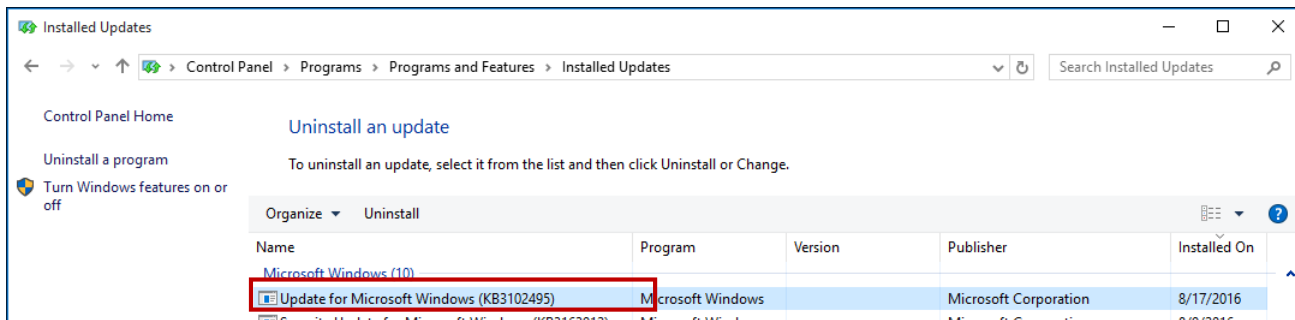 Installed Updates
Control Panel > Programs > Programs and Features > Installed Updates
Search Installed Updates
Control Panel Home
Uninstall a program
Turn Windows features on or
off
Uninstall an update
To uninstall an update, select it from the list and then click Uninstall or Change.
Organize Uninstall
Name Program Version Publisher Installed On
Microsoft Windows (10)
Update for Microsoft Windows (KB3102495) Microsoft Windows Microsoft Corporation 8/17/2016